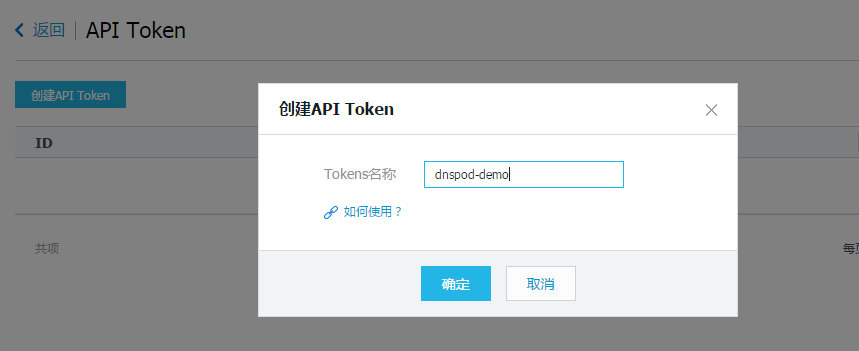 返回 API Token
创建API Token
创建API Token
ID
Tokens名称 dnspod-demo
如何使用？
共项
确定 取消